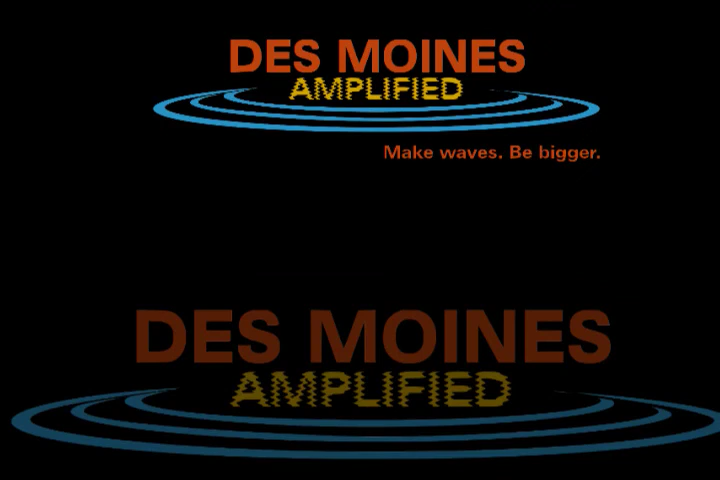 DES MOINES
AMPLIFIED
Make waves. Be bigger.
DES MOINES
AMPLIFIED